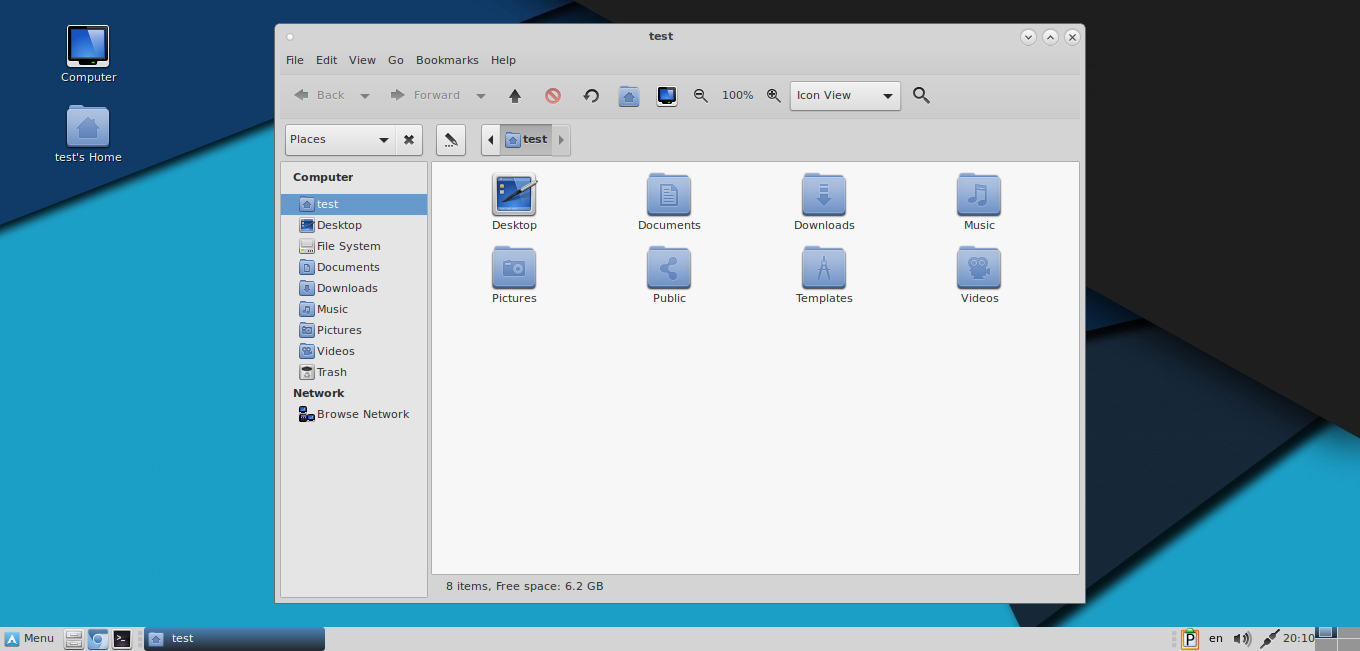 Computer
test's Home
test
File Edit View Go Bookmarks Help
Back Forward 100% Icon View
Places test
Computer
test
Desktop
File System
Documents
Downloads
Music
Pictures
Videos
Trash
Network
Browse Network
Desktop Documents Downloads Music
Pictures Public Templates Videos
8 items, Free space: 6.2 GB
Menu >_ test P en 20:10